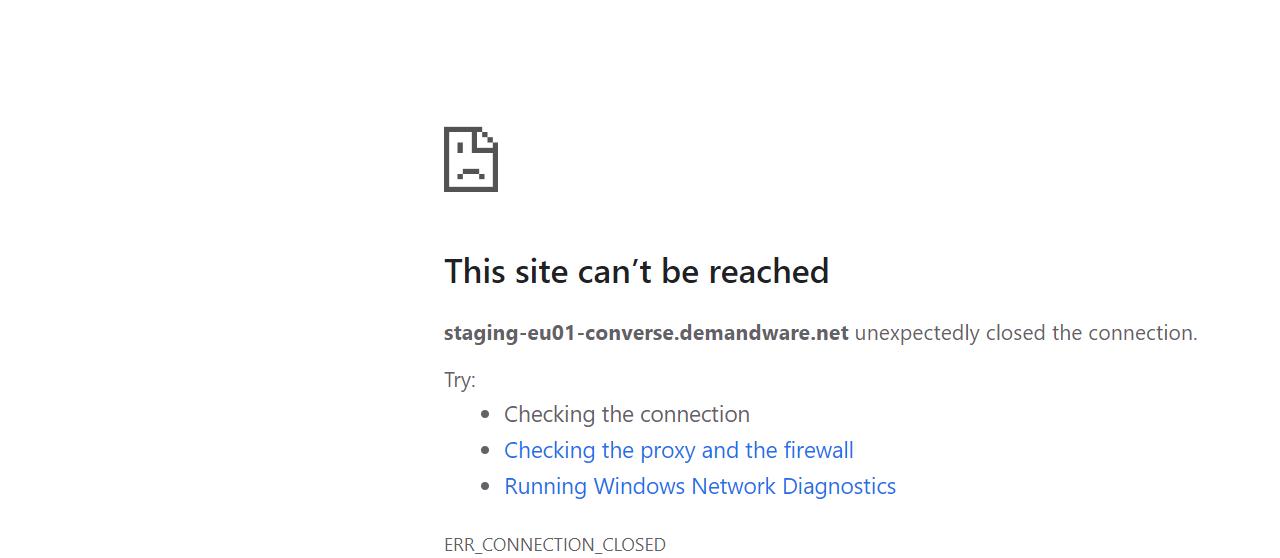 This site can’t be reached
staging-eu01-converse.demandware.net unexpectedly closed the connection.
Try:
Checking the connection
Checking the proxy and the firewall
Running Windows Network Diagnostics
ERR_CONNECTION_CLOSED